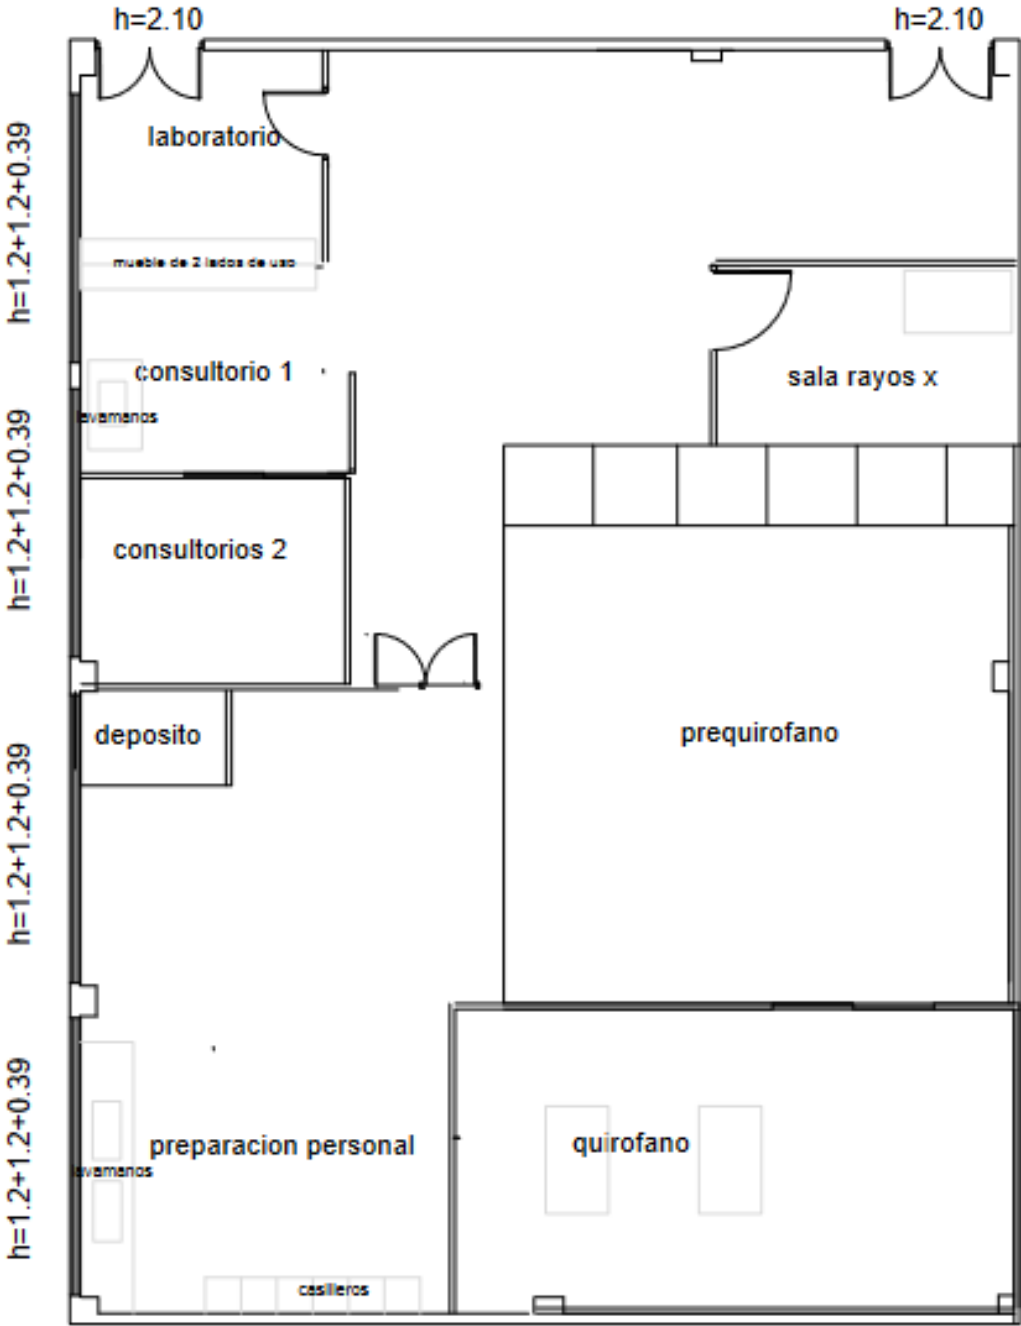 h=2.10
h=2.10
laboratorio
h=1.2+1.2+0.39
mueble de 2 lados de uso
consultorio 1
sala rayos x
lavamanos
h=1.2+1.2+0.39
consultorios 2
deposito
prequirofano
h=1.2+1.2+0.39
preparacion personal
quirofano
lavamanos
h=1.2+1.2+0.39
casilleros